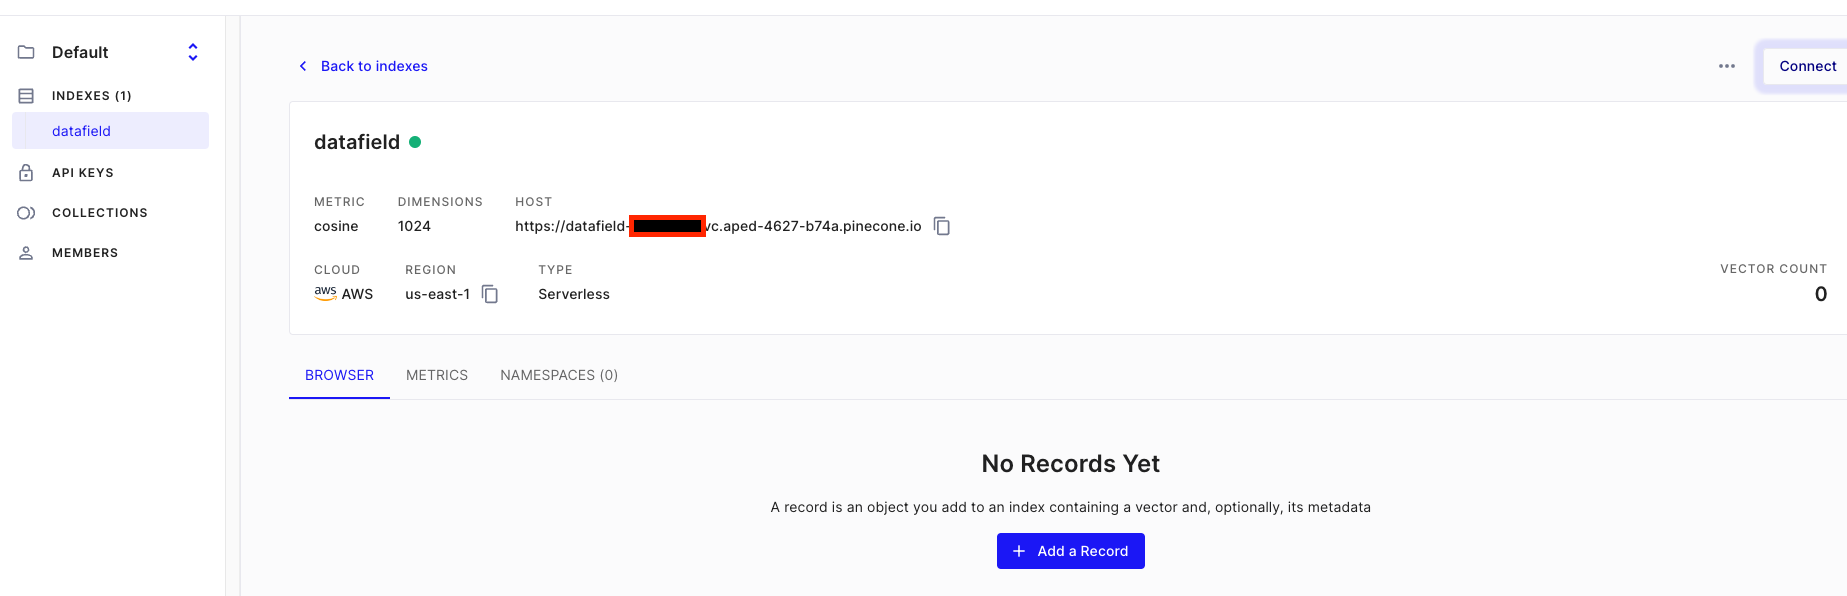 Default
INDEXES (1)
datafield
API KEYS
COLLECTIONS
MEMBERS
Back to indexes
Connect
datafield
METRIC DIMENSIONS HOST
cosine 1024 https://datafield- vc.aped-4627-b74a.pinecone.io
CLOUD REGION TYPE VECTOR COUNT
aws AWS us-east-1 Serverless 0
BROWSER METRICS NAMESPACES (0)
No Records Yet
A record is an object you add to an index containing a vector and, optionally, its metadata
+ Add a Record